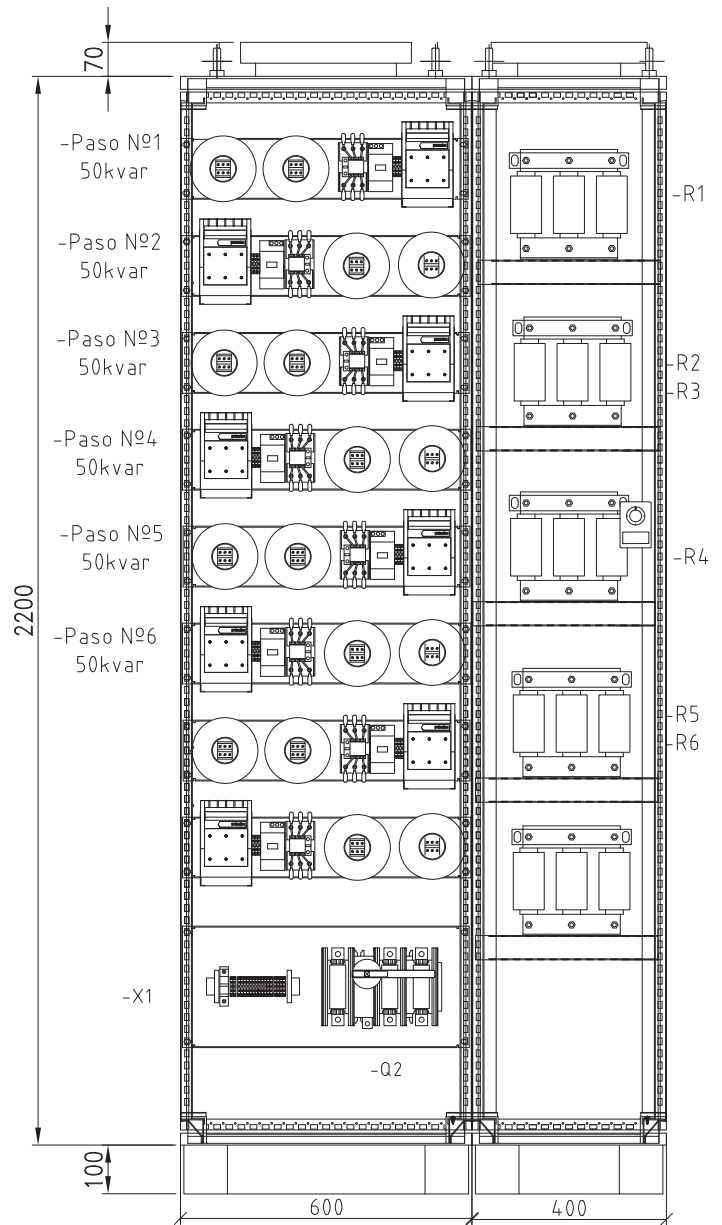 70
-Paso Nº1
50kvar
-R1
-Paso Nº2
50kvar
-Paso Nº3
50kvar
-R2
-R3
-Paso Nº4
50kvar
-Paso Nº5
50kvar
-R4
2200
-Paso Nº6
50kvar
-R5
-R6
-X1
-Q2
100
600
400